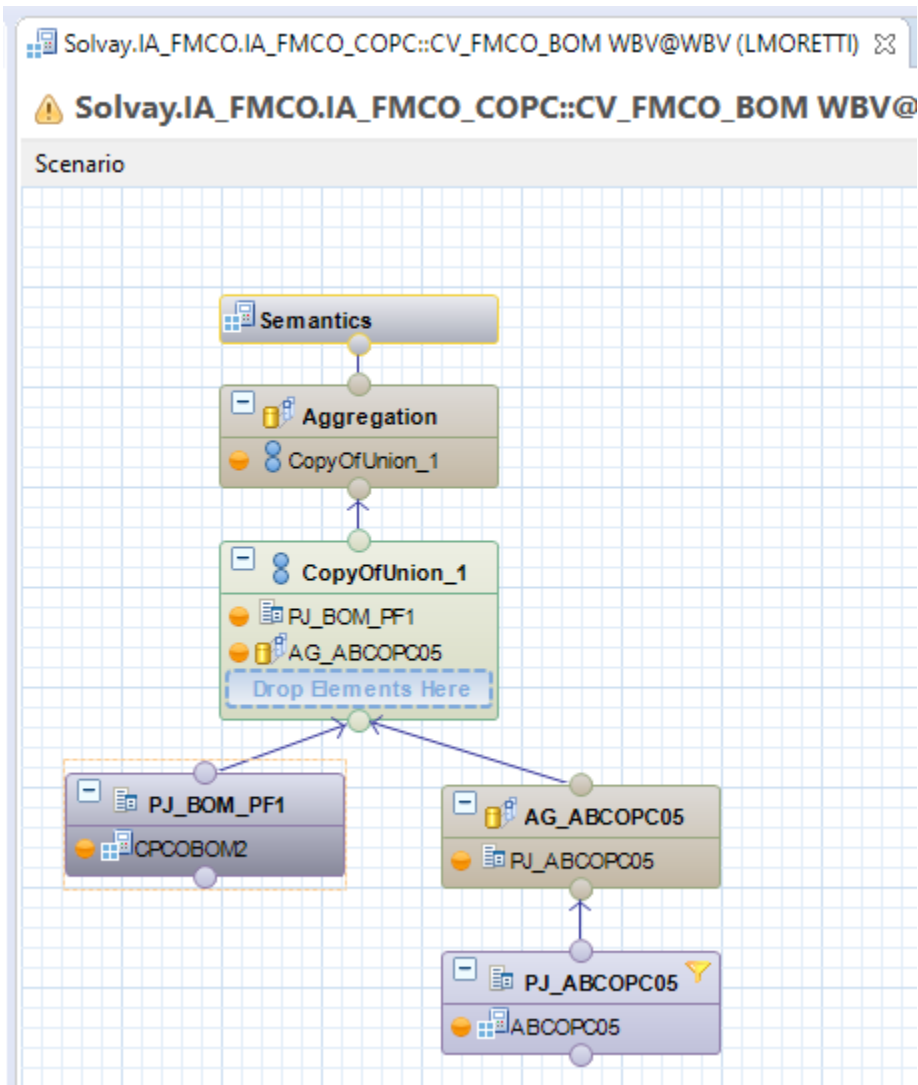 Solvay.IA_FMCO.IA_FMCO_COPC::CV_FMCO_BOM WBV@WBV (LMORETTI)
Solvay.IA_FMCO.IA_FMCO_COPC::CV_FMCO_BOM WBV@
Scenario
Semantics
Aggregation
CopyOfUnion_1
CopyOfUnion_1
PJ_BOM_PF1
AG_ABCOPC05
Drop Elements Here
PJ_BOM_PF1
CPCOBOM2
AG_ABCOPC05
PJ_ABCOPC05
PJ_ABCOPC05
ABCOPC05